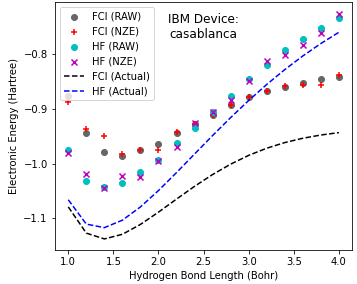 FCI (RAW)
FCI (NZE)
HF (RAW)
HF (NZE)
FCI (Actual)
HF (Actual)
IBM Device:
casablanca
Electronic Energy (Hartree)
−0.8
−0.9
−1.0
−1.1
1.0 1.5 2.0 2.5 3.0 3.5 4.0
Hydrogen Bond Length (Bohr)